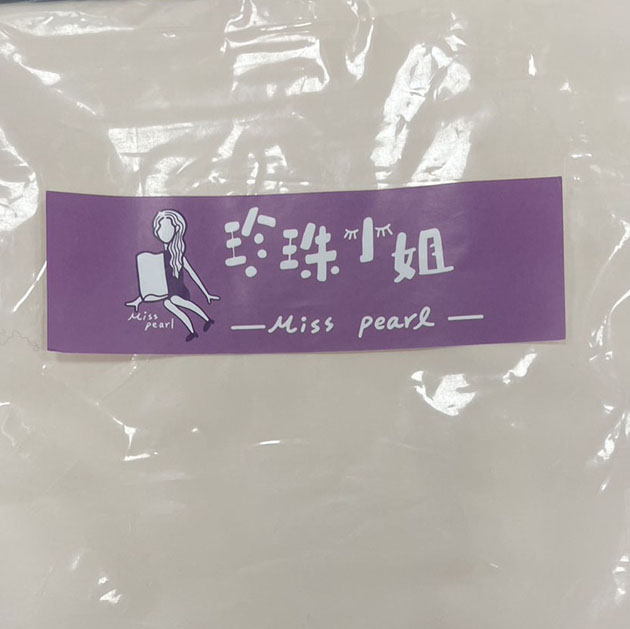 珍珠小姐
Miss pearl
Miss
pearl